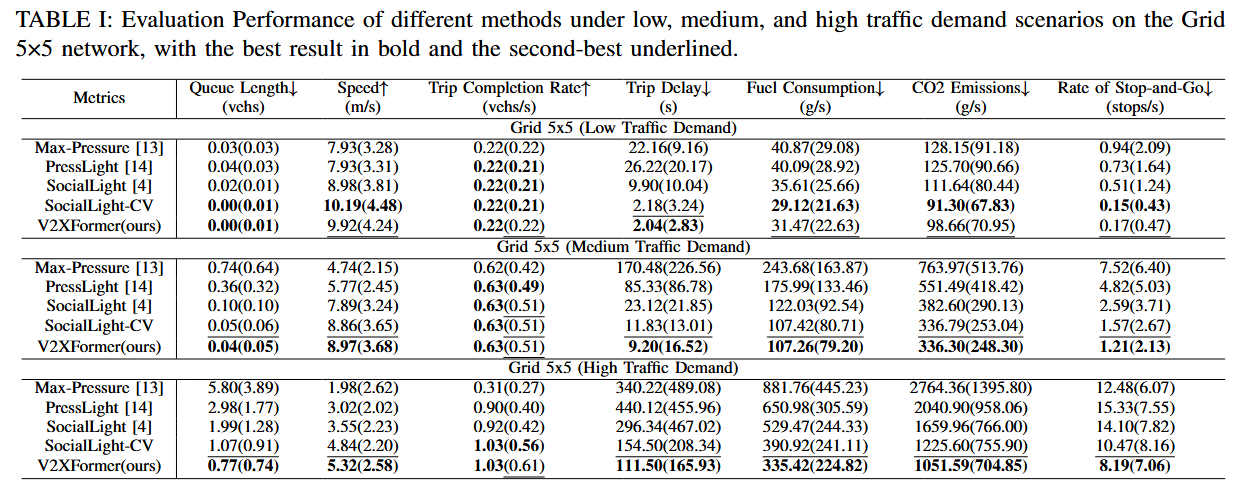 TABLE I: Evaluation Performance of different methods under low, medium, and high traffic demand scenarios on the Grid
5×5 network, with the best result in bold and the second-best underlined.
Metrics Queue Length↓ (vehs) Speed↑ (m/s) Trip Completion Rate↑ (vehs/s) Trip Delay↓ (s) Fuel Consumption↓ (g/s) CO2 Emissions↓ (g/s) Rate of Stop-and-Go↓ (stops/s)
Grid 5x5 (Low Traffic Demand)
Max-Pressure [13] 0.03(0.03) 7.93(3.28) 0.22(0.22) 22.16(9.16) 40.87(29.08) 128.15(91.18) 0.94(2.09)
PressLight [14] 0.04(0.03) 7.93(3.31) 0.22(0.21) 26.22(20.17) 40.09(28.92) 125.70(90.66) 0.73(1.64)
SocialLight [4] 0.02(0.01) 8.98(3.81) 0.22(0.21) 9.90(10.04) 35.61(25.66) 111.64(80.44) 0.51(1.24)
SocialLight-CV 0.00(0.01) 10.19(4.48) 0.22(0.21) 2.18(3.24) 29.12(21.63) 91.30(67.83) 0.15(0.43)
V2XFormer(ours) 0.00(0.01) 9.92(4.24) 0.22(0.22) 2.04(2.83) 31.47(22.63) 98.66(70.95) 0.17(0.47)
Grid 5x5 (Medium Traffic Demand)
Max-Pressure [13] 0.74(0.64) 4.74(2.15) 0.62(0.42) 170.48(226.56) 243.68(163.87) 763.97(513.76) 7.52(6.40)
PressLight [14] 0.36(0.32) 5.77(2.45) 0.63(0.49) 85.33(86.78) 175.99(133.46) 551.49(418.42) 4.82(5.03)
SocialLight [4] 0.10(0.10) 7.89(3.24) 0.63(0.51) 23.12(21.85) 122.03(92.54) 382.60(290.13) 2.59(3.71)
SocialLight-CV 0.05(0.06) 8.86(3.65) 0.63(0.51) 11.83(13.01) 107.42(80.71) 336.79(253.04) 1.57(2.67)
V2XFormer(ours) 0.04(0.05) 8.97(3.68) 0.63(0.51) 9.20(16.52) 107.26(79.20) 336.30(248.30) 1.21(2.13)
Grid 5x5 (High Traffic Demand)
Max-Pressure [13] 5.80(3.89) 1.98(2.62) 0.31(0.27) 340.22(489.08) 881.76(445.23) 2764.36(1395.80) 12.48(6.07)
PressLight [14] 2.98(1.77) 3.02(2.02) 0.90(0.40) 440.12(455.96) 650.98(305.59) 2040.90(958.06) 15.33(7.55)
SocialLight [4] 1.99(1.28) 3.55(2.23) 0.92(0.42) 296.34(467.02) 529.47(244.33) 1659.96(766.00) 14.10(7.82)
SocialLight-CV 1.07(0.91) 4.84(2.20) 1.03(0.56) 154.50(208.34) 390.92(241.11) 1225.60(755.90) 10.47(8.16)
V2XFormer(ours) 0.77(0.74) 5.32(2.58) 1.03(0.61) 111.50(165.93) 335.42(224.82) 1051.59(704.85) 8.19(7.06)